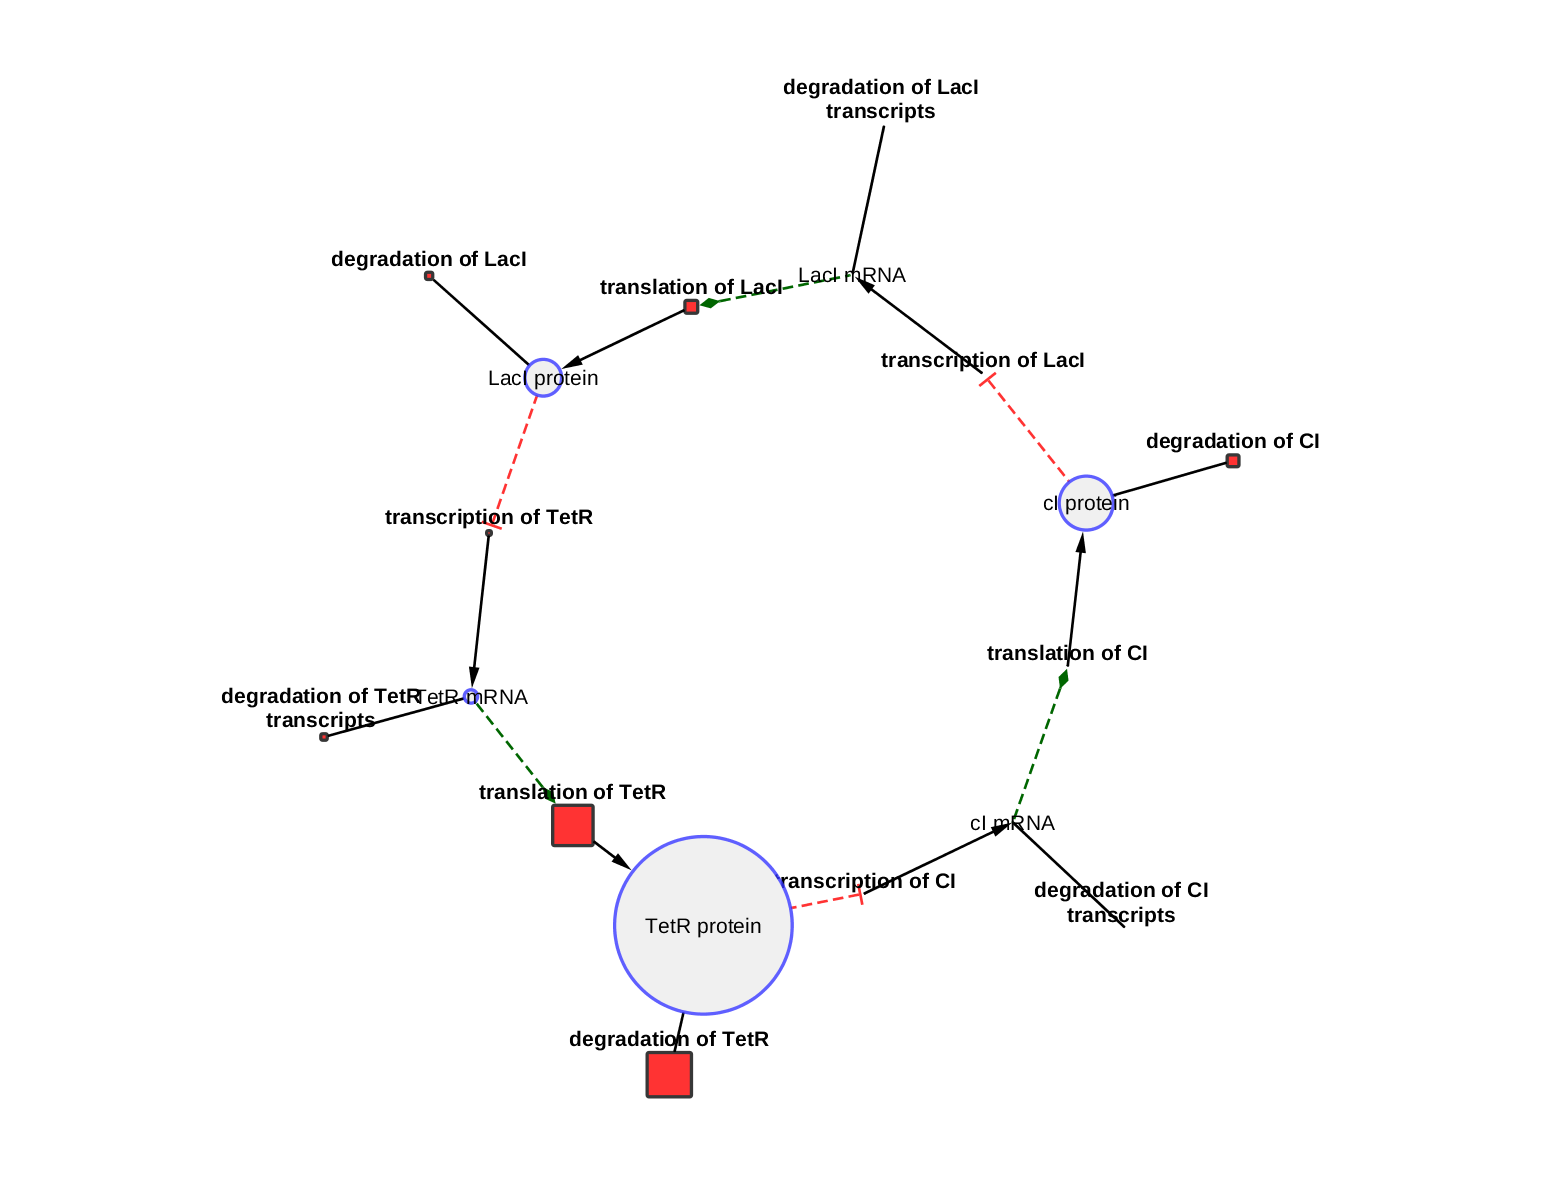 degradation of LacI
transcripts
degradation of LacI
LacI mRNA
translation of LacI
transcription of LacI
LacI protein
degradation of CI
cI protein
transcription of TetR
translation of CI
degradation of TetR
transcripts
TetR mRNA
translation of TetR
cI mRNA
ranscription of CI
degradation of CI
transcripts
TetR protein
degradation of TetR